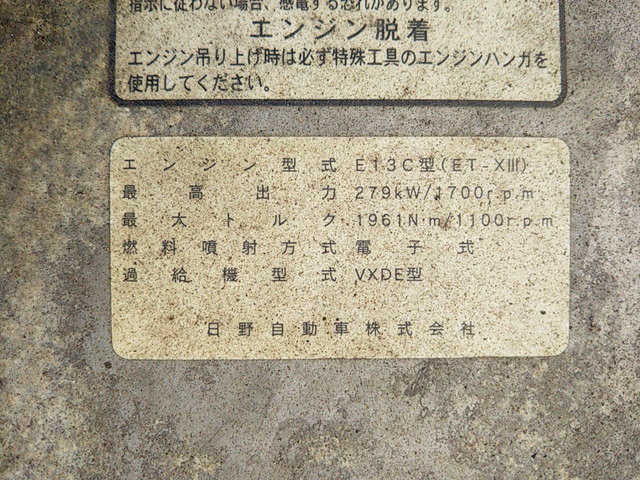 指示に従わない場合、感電する恐れがあります。
エンジン脱着
エンジン吊り上げ時は必ず特殊工具のエンジンハンガを
使用してください。
エンジン型式 E13C型(ET-XIII)
最高出力 279kW/1700r.p.m
最大トルク 1961N·m/1100r.p.m
燃料噴射方式 電子式
過給機型式 VXDE型
日野自動車株式会社